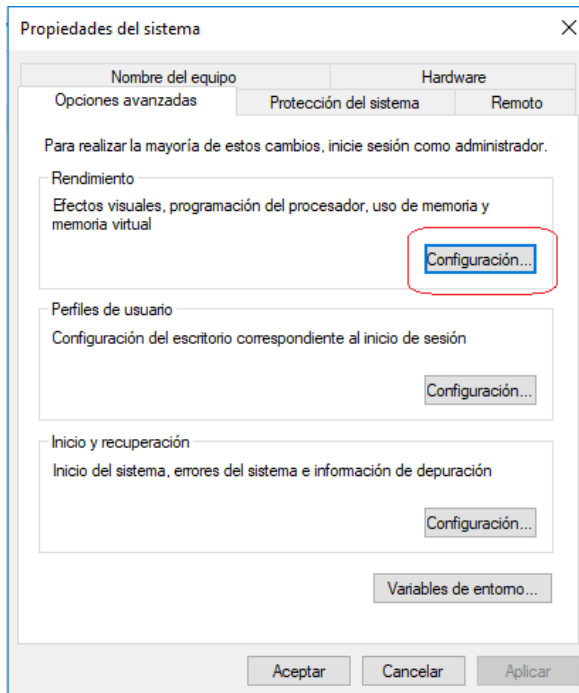 Propiedades del sistema
Nombre del equipo
Hardware
Opciones avanzadas
Protección del sistema
Remoto
Para realizar la mayoría de estos cambios, inicie sesión como administrador.
Rendimiento
Efectos visuales, programación del procesador, uso de memoria y
memoria virtual
Configuración...
Perfiles de usuario
Configuración del escritorio correspondiente al inicio de sesión
Configuración...
Inicio y recuperación
Inicio del sistema, errores del sistema e información de depuración
Configuración...
Variables de entorno...
Aceptar
Cancelar
Aplicar